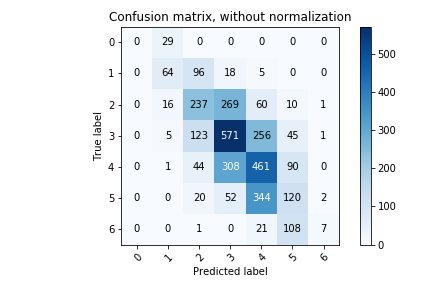 Confusion matrix, without normalization
0 0 29 0 0 0 0 0
1 0 64 96 18 5 0 0
2 0 16 237 269 60 10 1
3 0 5 123 571 256 45 1
4 0 1 44 308 461 90 0
5 0 0 20 52 344 120 2
6 0 0 1 0 21 108 7
0 1 2 3 4 5 6
True label
Predicted label
500
400
300
200
100
0